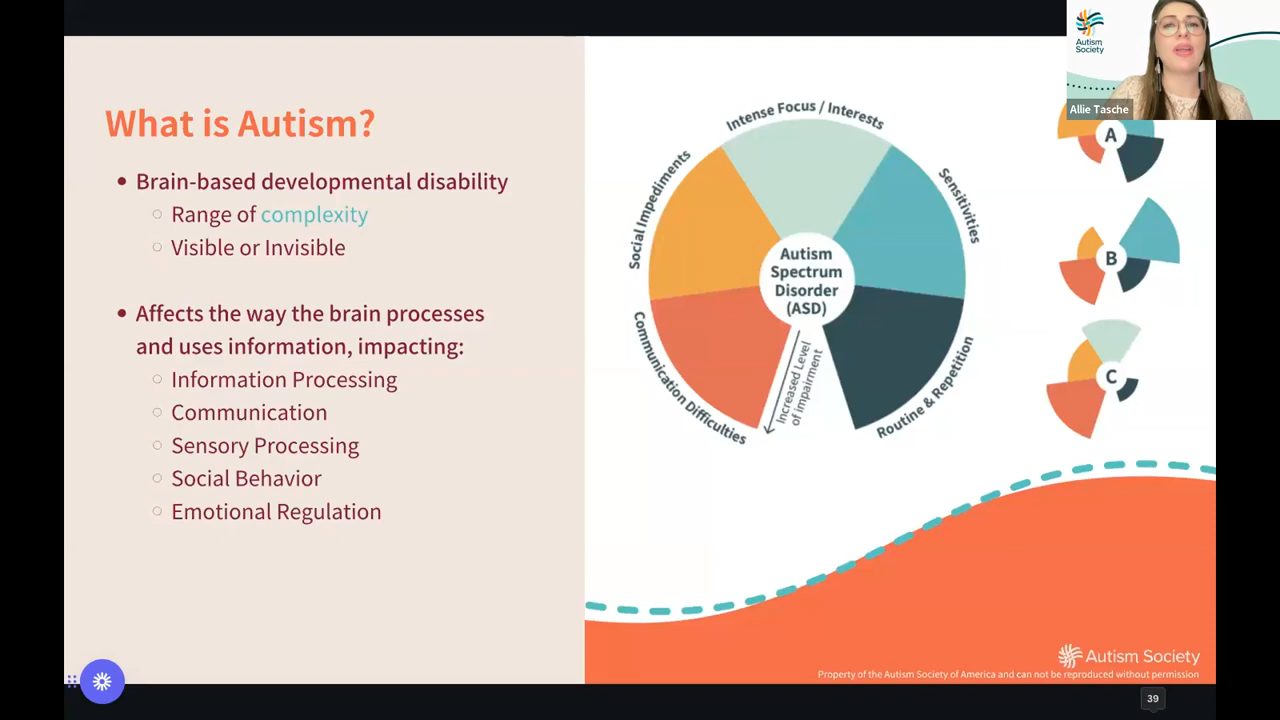 What is Autism?
Brain-based developmental disability
Range of complexity
Visible or Invisible
Affects the way the brain processes
and uses information, impacting:
Information Processing
Communication
Sensory Processing
Social Behavior
Emotional Regulation
Intense Focus / Interests
Social Impediments
Sensitivities
Communication Difficulties
Routine & Repetition
Autism
Spectrum
Disorder
(ASD)
Increased Level
of impairment
A
B
C
Autism
Society
Allie Tasche
Autism Society
Property of the Autism Society of America and can not be reproduced without permission
39